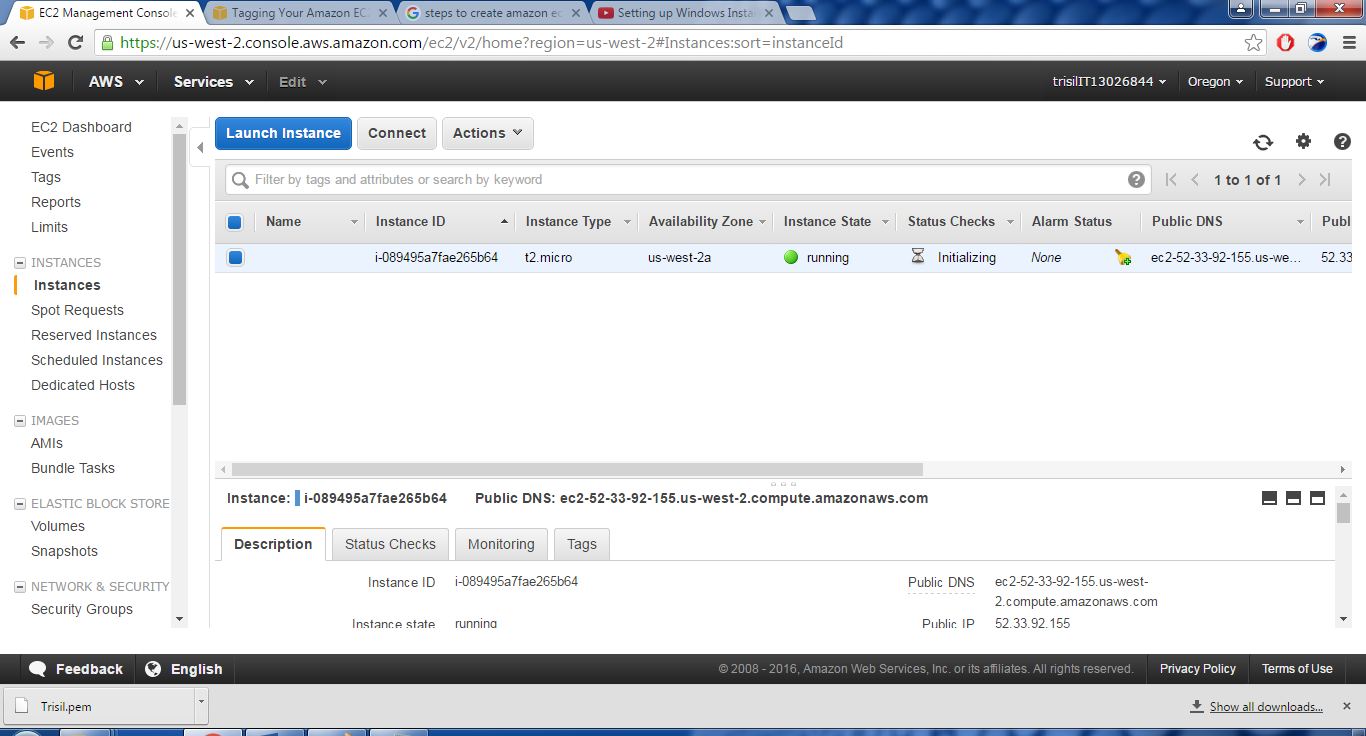 EC2 Management Console
Tagging Your Amazon EC2
steps to create amazon ec
Setting up Windows Insta
https://us-west-2.console.aws.amazon.com/ec2/v2/home?region=us-west-2#Instances:sort=instanceId
AWS Services Edit trisilIT13026844 Oregon Support
EC2 Dashboard
Events
Tags
Reports
Limits
INSTANCES
Instances
Spot Requests
Reserved Instances
Scheduled Instances
Dedicated Hosts
IMAGES
AMIs
Bundle Tasks
ELASTIC BLOCK STORE
Volumes
Snapshots
NETWORK & SECURITY
Security Groups
Launch Instance Connect Actions
Filter by tags and attributes or search by keyword
1 to 1 of 1
Name Instance ID Instance Type Availability Zone Instance State Status Checks Alarm Status Public DNS Publ
i-089495a7fae265b64 t2.micro us-west-2a running Initializing None ec2-52-33-92-155.us-we... 52.33
Instance: i-089495a7fae265b64 Public DNS: ec2-52-33-92-155.us-west-2.compute.amazonaws.com
Description Status Checks Monitoring Tags
Instance ID i-089495a7fae265b64 Public DNS ec2-52-33-92-155.us-west-
2.compute.amazonaws.com
Instance state running Public IP 52.33.92.155
Feedback English © 2008 - 2016, Amazon Web Services, Inc. or its affiliates. All rights reserved. Privacy Policy Terms of Use
Trisil.pem Show all downloads...